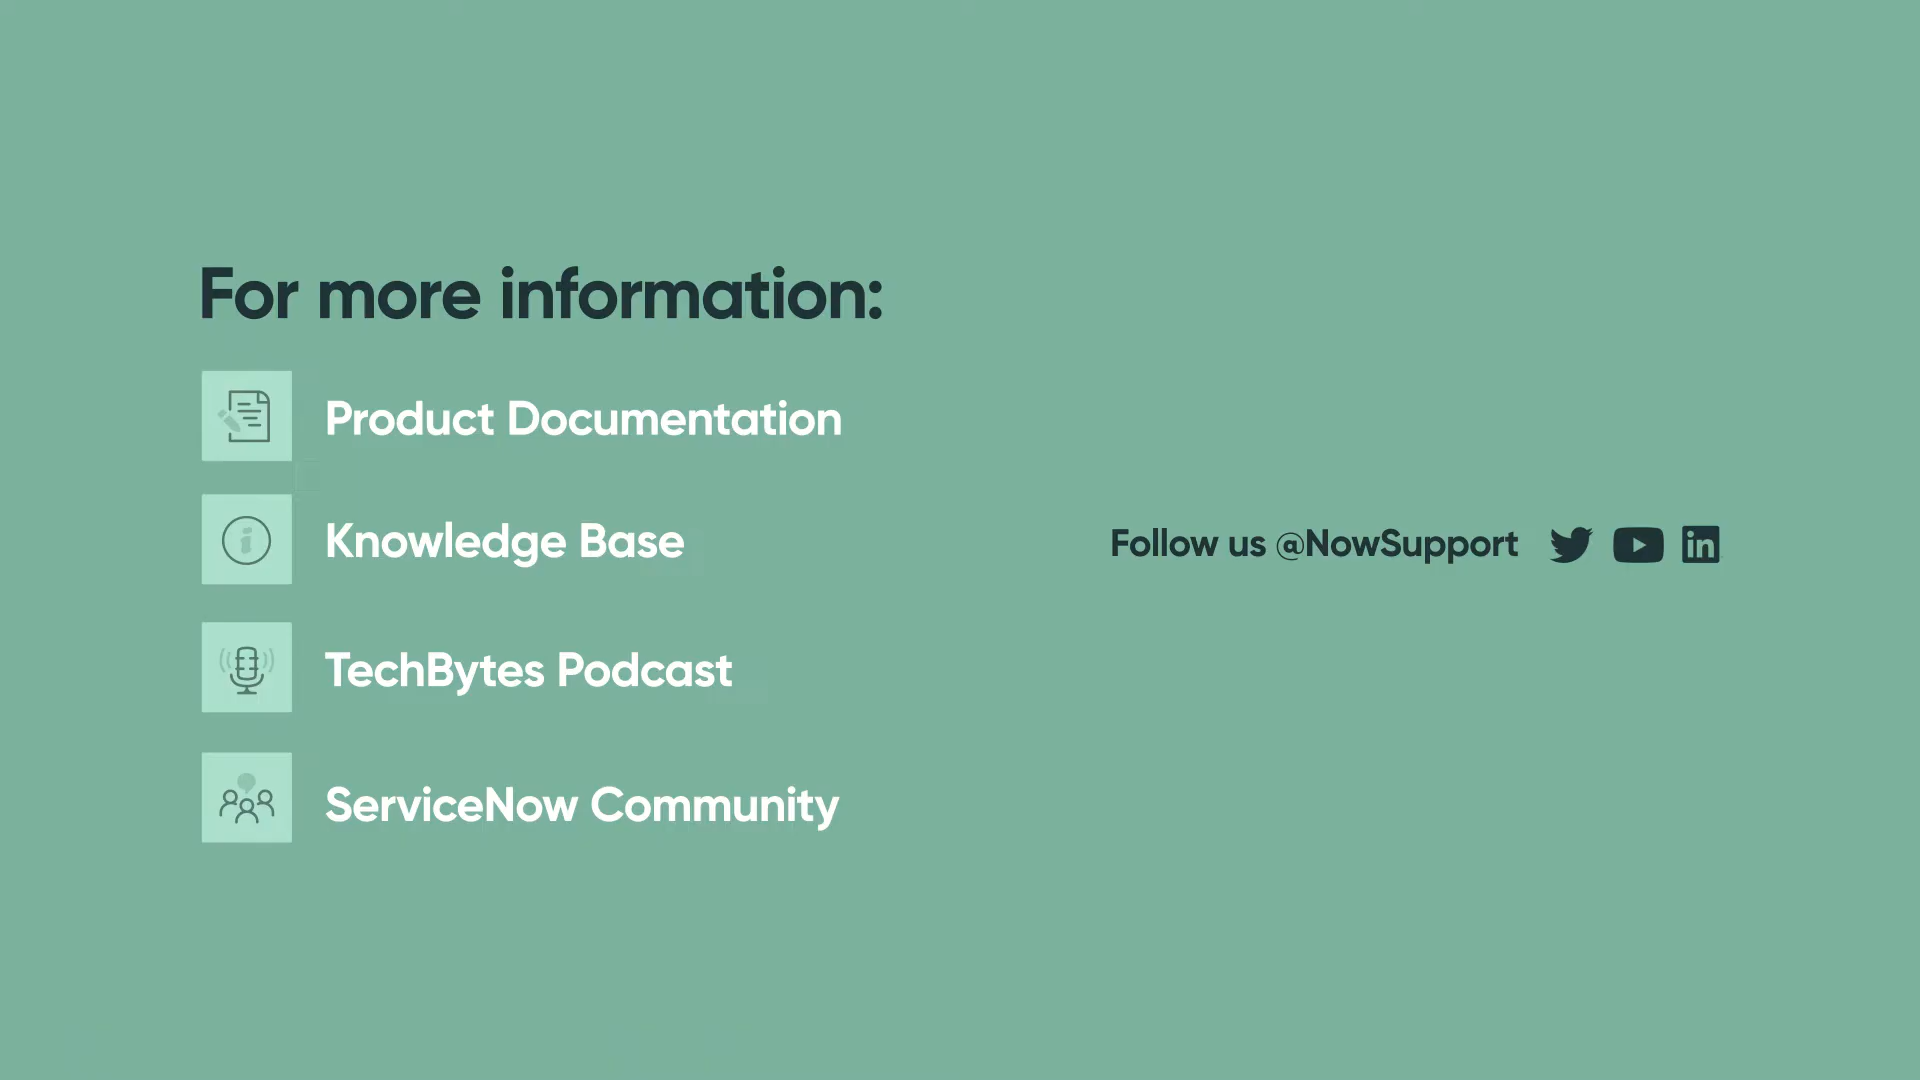 For more information:
Product Documentation
Knowledge Base
TechBytes Podcast
ServiceNow Community
Follow us @NowSupport